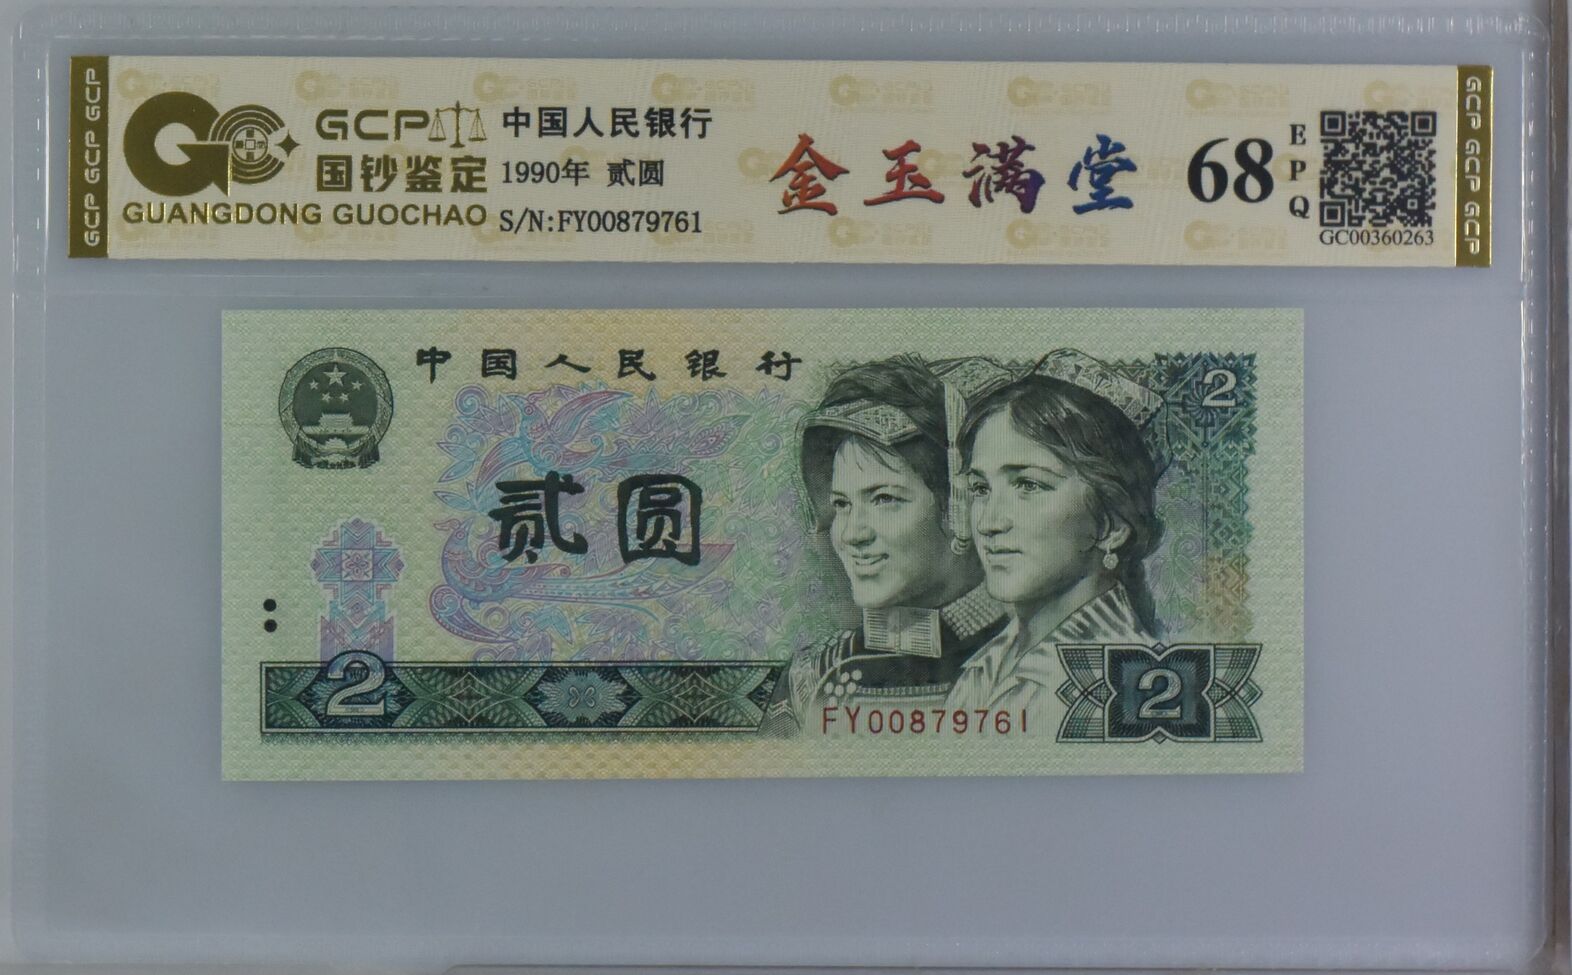 GCP GCP GCP
GCP
国钞鉴定
GUANGDONG GUOCHAO
中国人民银行
1990年 贰圆
S/N:FY00879761
金玉满堂
68
EPQ
GC00360263
GCP GCP GCP
中国人民银行
2
贰圆
2
FY00879761
2